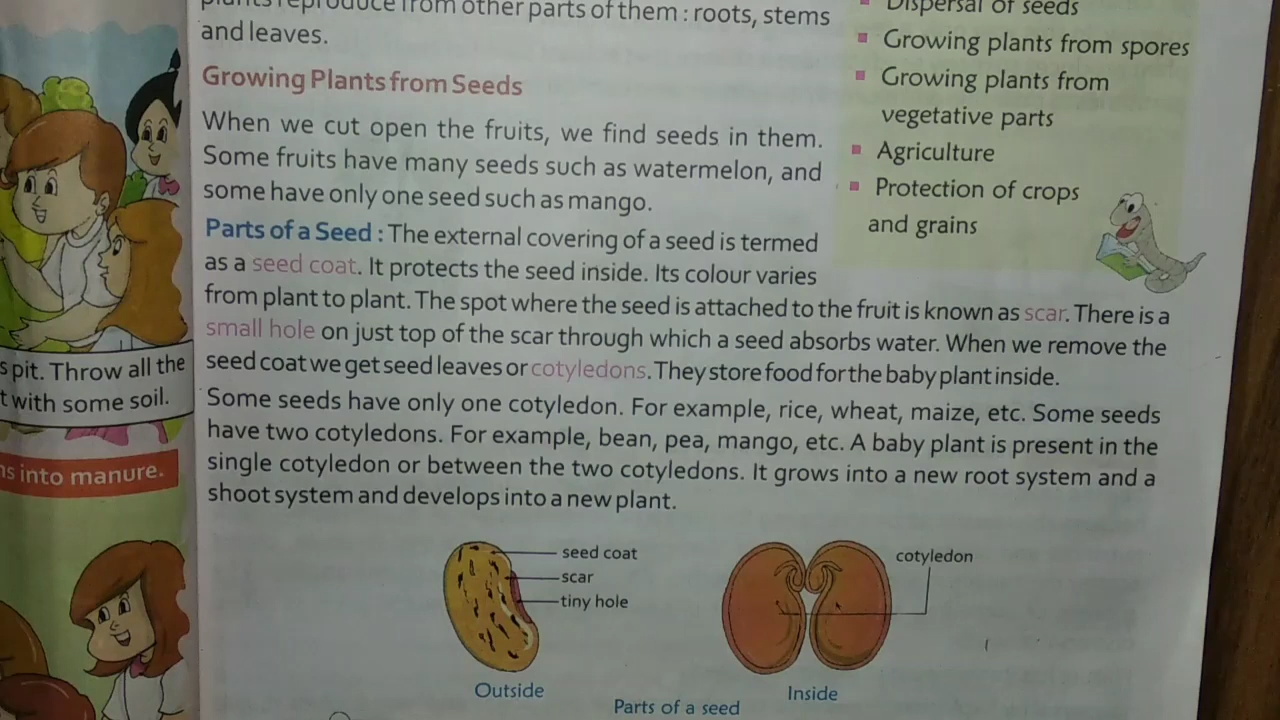 plants reproduce from other parts of them : roots, stems
and leaves.
Growing Plants from Seeds
When we cut open the fruits, we find seeds in them.
Some fruits have many seeds such as watermelon, and
some have only one seed such as mango.
Parts of a Seed : The external covering of a seed is termed
as a seed coat. It protects the seed inside. Its colour varies
from plant to plant. The spot where the seed is attached to the fruit is known as scar. There is a
small hole on just top of the scar through which a seed absorbs water. When we remove the
seed coat we get seed leaves or cotyledons. They store food for the baby plant inside.
Some seeds have only one cotyledon. For example, rice, wheat, maize, etc. Some seeds
have two cotyledons. For example, bean, pea, mango, etc. A baby plant is present in the
single cotyledon or between the two cotyledons. It grows into a new root system and a
shoot system and develops into a new plant.
Dispersal of seeds
Growing plants from spores
Growing plants from
vegetative parts
Agriculture
Protection of crops
and grains
s pit. Throw all the
t with some soil.
ns into manure.
seed coat
scar
tiny hole
cotyledon
Outside
Inside
Parts of a seed